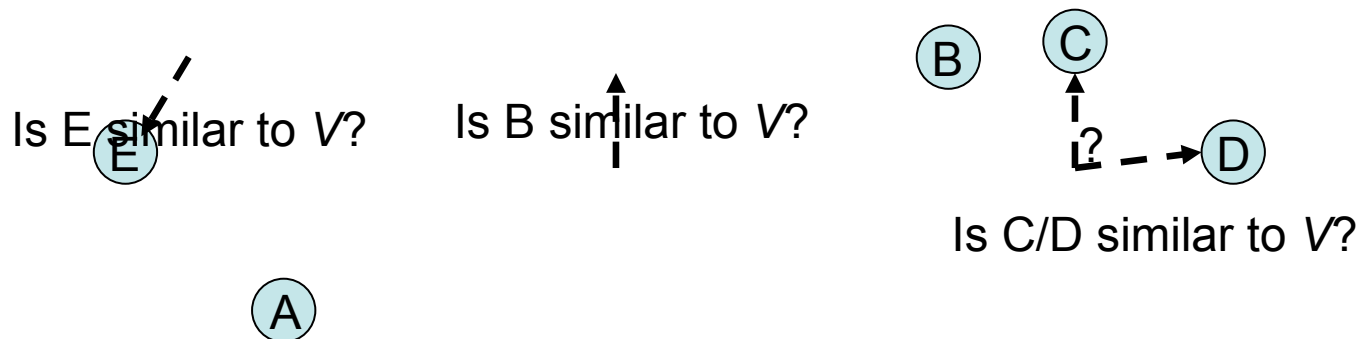 B
C
Is E similar to V?
Is B similar to V?
?
E
D
Is C/D similar to V?
A